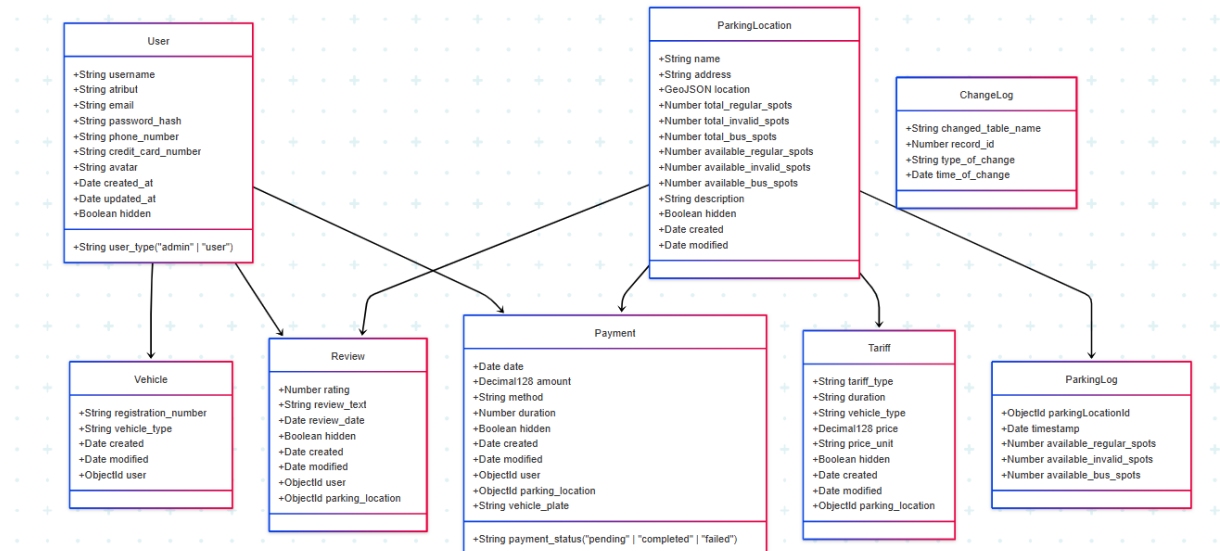 User
+String username
+String atribut
+String email
+String password_hash
+String phone_number
+String credit_card_number
+String avatar
+Date created_at
+Date updated_at
+Boolean hidden
+String user_type("admin" | "user")
ParkingLocation
+String name
+String address
+GeoJSON location
+Number total_regular_spots
+Number total_invalid_spots
+Number total_bus_spots
+Number available_regular_spots
+Number available_invalid_spots
+Number available_bus_spots
+String description
+Boolean hidden
+Date created
+Date modified
ChangeLog
+String changed_table_name
+Number record_id
+String type_of_change
+Date time_of_change
Vehicle
+String registration_number
+String vehicle_type
+Date created
+Date modified
+ObjectId user
Review
+Number rating
+String review_text
+Date review_date
+Boolean hidden
+Date created
+Date modified
+ObjectId user
+ObjectId parking_location
Payment
+Date date
+Decimal128 amount
+String method
+Number duration
+Boolean hidden
+Date created
+Date modified
+ObjectId user
+ObjectId parking_location
+String vehicle_plate
+String payment_status("pending" | "completed" | "failed")
Tariff
+String tariff_type
+String duration
+String vehicle_type
+Decimal128 price
+String price_unit
+Boolean hidden
+Date created
+Date modified
+ObjectId parking_location
ParkingLog
+ObjectId parkingLocationId
+Date timestamp
+Number available_regular_spots
+Number available_invalid_spots
+Number available_bus_spots